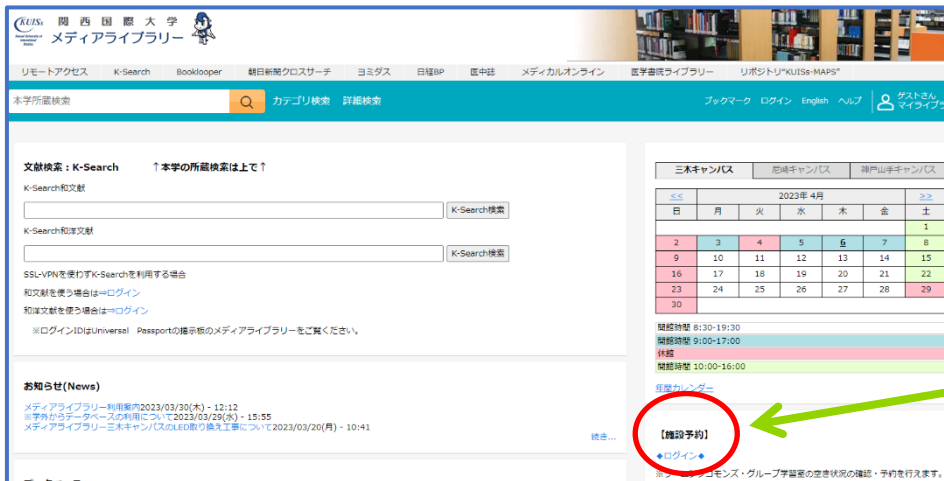 KUISs 関西国際大学
メディアライブラリー
リモートアクセス K-Search Booklooper 朝日新聞クロスサーチ ヨミダス 日経BP 医中誌 メディカルオンライン 医学書院ライブラリー リポジトリ"KUISs-MAPS"
本学所蔵検索 カテゴリ検索 詳細検索 ブックマーク ログイン English ヘルプ ゲストさん
マイライブラ
文献検索：K-Search ↑本学の所蔵検索は上で↑
K-Search和文献
K-Search検索
K-Search和洋文献
K-Search検索
SSL-VPNを使わずK-Searchを利用する場合
和文献を使う場合は⇒ログイン
和洋文献を使う場合は⇒ログイン
※ログインIDはUniversal Passportの掲示板のメディアライブラリーをご覧ください。
お知らせ(News)
メディアライブラリー利用案内2023/03/30(木) - 12:12
※学外からデータベースの利用について2023/03/29(水) - 15:55
メディアライブラリー三木キャンパスのLED取り換え工事について2023/03/20(月) - 10:41
続き...
三木キャンパス 尼崎キャンパス 神戸山手キャンパス
<< 2023年 4月 >>
日 月 火 水 木 金 土
1
2 3 4 5 6 7 8
9 10 11 12 13 14 15
16 17 18 19 20 21 22
23 24 25 26 27 28 29
30
開館時間 8:30-19:30
開館時間 9:00-17:00
休館
開館時間 10:00-16:00
年間カレンダー
【施設予約】
◆ログイン◆
コモンズ・グループ学習室の空き状況の確認・予約を行えます。